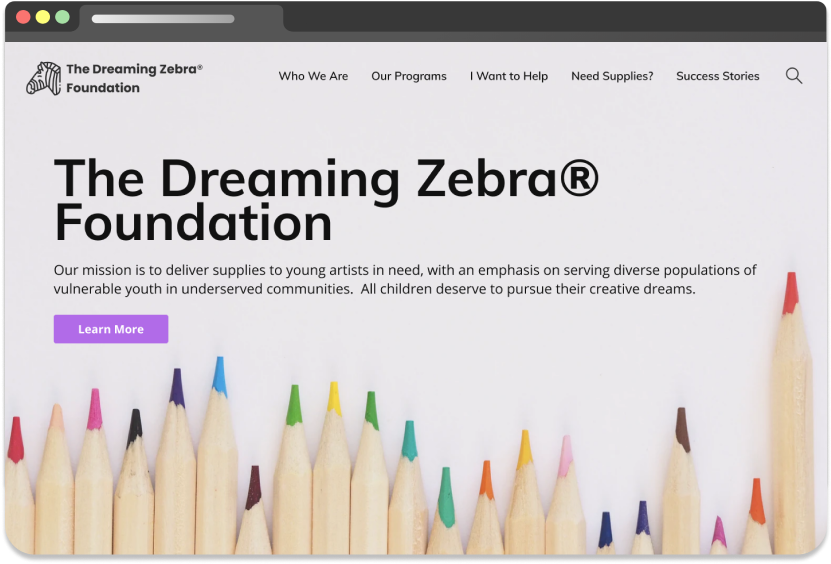 The Dreaming Zebra®
Foundation
Who We Are Our Programs I Want to Help Need Supplies? Success Stories
The Dreaming Zebra®
Foundation
Our mission is to deliver supplies to young artists in need, with an emphasis on serving diverse populations of
vulnerable youth in underserved communities.  All children deserve to pursue their creative dreams.
Learn More